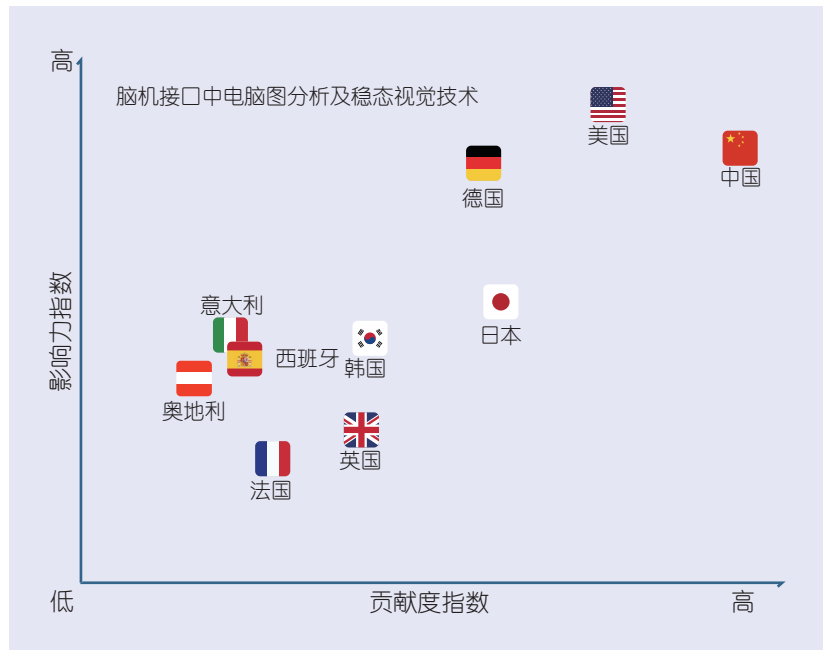 高
脑机接口中电脑图分析及稳态视觉技术
美国
中国
德国
影响力指数
意大利
日本
西班牙
韩国
奥地利
英国
法国
低
贡献度指数
高